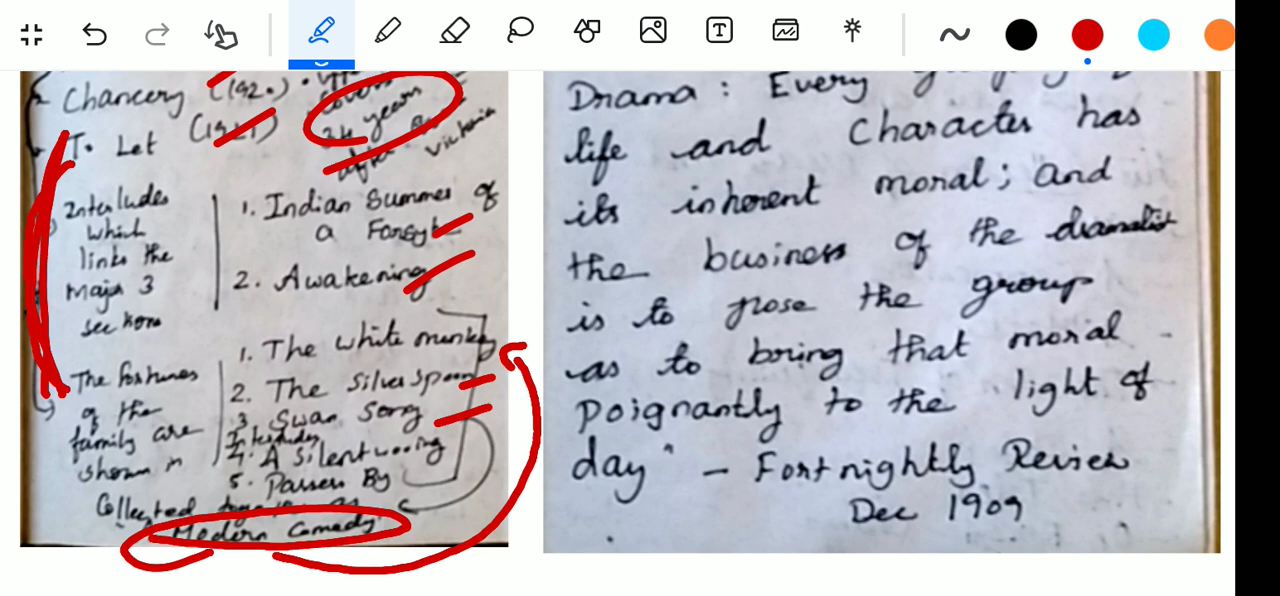 Chancery (1920)
covers
34 years
(1921)
after
Victoria
To Let
Interludes
which
links the
Major 3
sections
1. Indian Summer of
a Forsyte
2. Awakening
The fortunes
of the
family are
shown in
1. The White monkey
2. The Silver Spoon
3 Swan Song
Interludes
4. A Silent wooing
5. Passers By
Collected together as
Modern Comedy
Drama: Every
life and Character has
its inherent moral; and
the business of the dramatist
is to pose the group
as to bring that moral
poignantly to the light of
day" - Fortnightly Review
Dec 1909